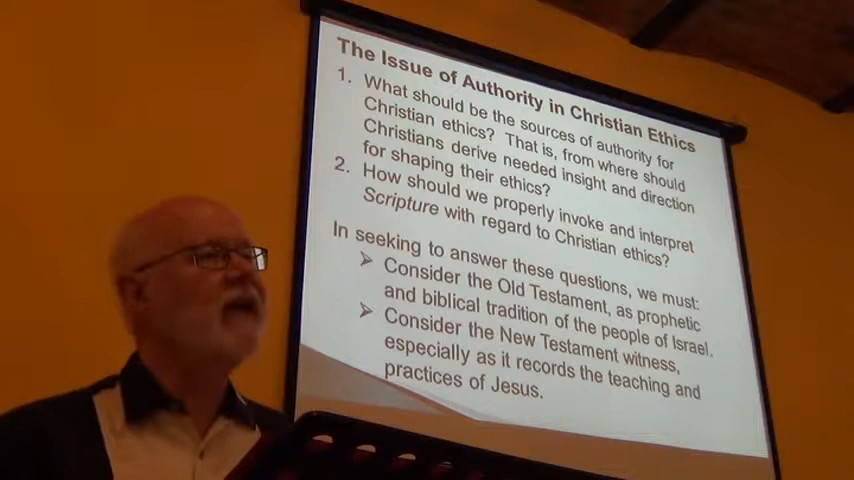 The Issue of Authority in Christian Ethics
1. What should be the sources of authority for
Christian ethics? That is, from where should
Christians derive needed insight and direction
for shaping their ethics?
2. How should we properly invoke and interpret
Scripture with regard to Christian ethics?
In seeking to answer these questions, we must:
➢ Consider the Old Testament, as prophetic
and biblical tradition of the people of Israel.
➢ Consider the New Testament witness,
especially as it records the teaching and
practices of Jesus.